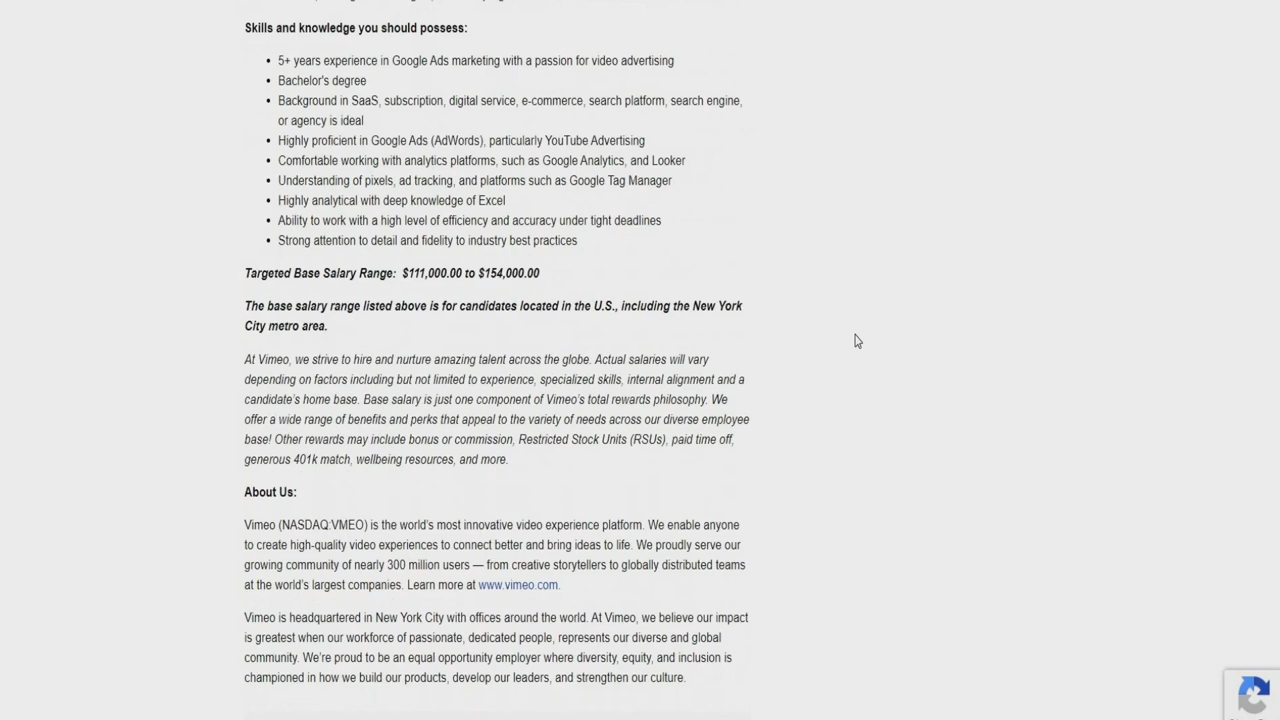 Skills and knowledge you should possess:
• 5+ years experience in Google Ads marketing with a passion for video advertising
• Bachelor's degree
• Background in SaaS, subscription, digital service, e-commerce, search platform, search engine,
or agency is ideal
• Highly proficient in Google Ads (AdWords), particularly YouTube Advertising
• Comfortable working with analytics platforms, such as Google Analytics, and Looker
• Understanding of pixels, ad tracking, and platforms such as Google Tag Manager
• Highly analytical with deep knowledge of Excel
• Ability to work with a high level of efficiency and accuracy under tight deadlines
• Strong attention to detail and fidelity to industry best practices
Targeted Base Salary Range: $111,000.00 to $154,000.00
The base salary range listed above is for candidates located in the U.S., including the New York
City metro area.
At Vimeo, we strive to hire and nurture amazing talent across the globe. Actual salaries will vary
depending on factors including but not limited to experience, specialized skills, internal alignment and a
candidate's home base. Base salary is just one component of Vimeo's total rewards philosophy. We
offer a wide range of benefits and perks that appeal to the variety of needs across our diverse employee
base! Other rewards may include bonus or commission, Restricted Stock Units (RSUs), paid time off,
generous 401k match, wellbeing resources, and more.
About Us:
Vimeo (NASDAQ:VMEO) is the world's most innovative video experience platform. We enable anyone
to create high-quality video experiences to connect better and bring ideas to life. We proudly serve our
growing community of nearly 300 million users — from creative storytellers to globally distributed teams
at the world's largest companies. Learn more at www.vimeo.com.
Vimeo is headquartered in New York City with offices around the world. At Vimeo, we believe our impact
is greatest when our workforce of passionate, dedicated people, represents our diverse and global
community. We're proud to be an equal opportunity employer where diversity, equity, and inclusion is
championed in how we build our products, develop our leaders, and strengthen our culture.